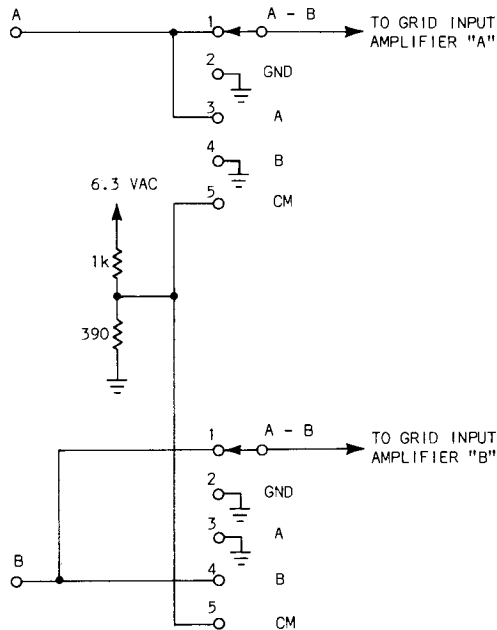 A
1
A - B
TO GRID INPUT
AMPLIFIER "A"
2
GND
3
A
4
B
6.3 VAC
5
CM
1k
390
1
A - B
TO GRID INPUT
AMPLIFIER "B"
2
GND
3
A
B
4
B
5
CM